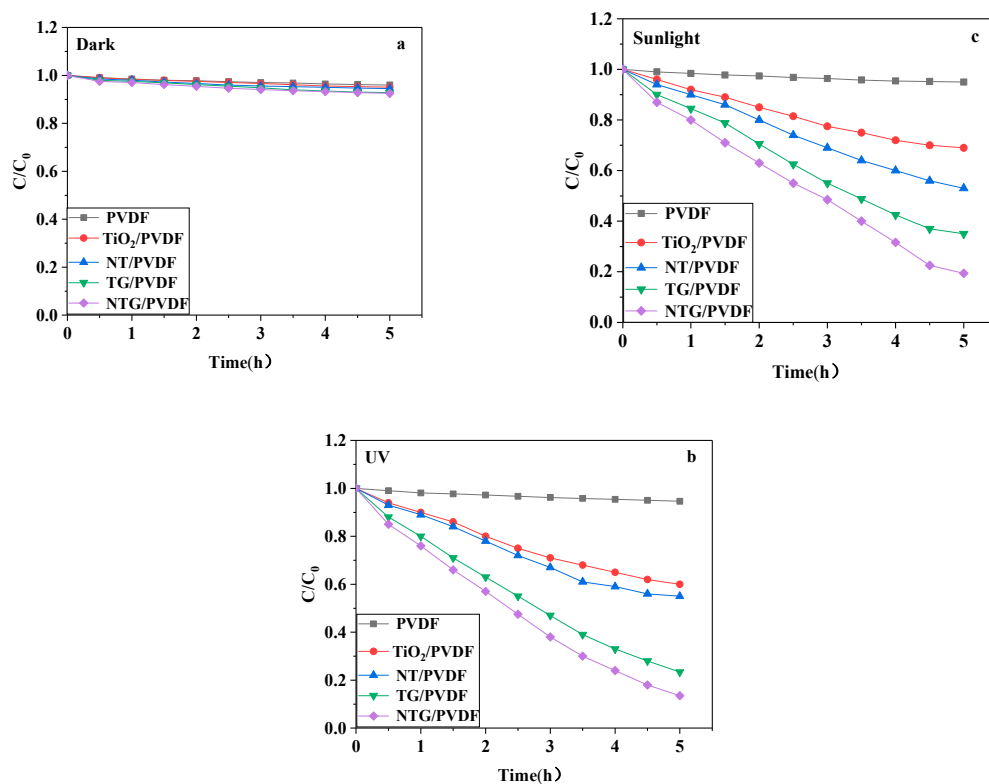 Dark
a
1.2
1.0
0.8
0.6
0.4
0.2
0.0
C/C₀
PVDF
TiO₂/PVDF
NT/PVDF
TG/PVDF
NTG/PVDF
0 1 2 3 4 5
Time(h）
Sunlight
c
1.2
1.0
0.8
0.6
0.4
0.2
0.0
C/C₀
PVDF
TiO₂/PVDF
NT/PVDF
TG/PVDF
NTG/PVDF
0 1 2 3 4 5
Time(h）
UV
b
1.2
1.0
0.8
0.6
0.4
0.2
0.0
C/C₀
PVDF
TiO₂/PVDF
NT/PVDF
TG/PVDF
NTG/PVDF
0 1 2 3 4 5
Time(h）